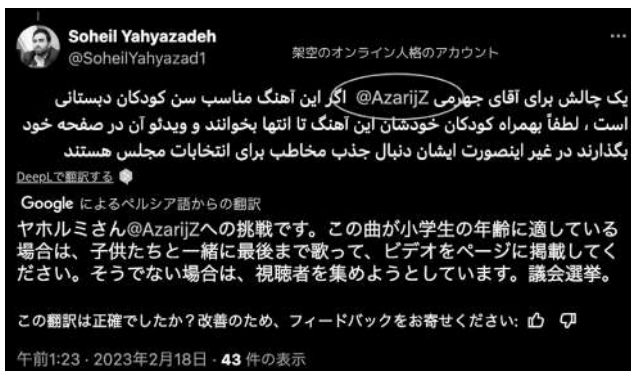 Soheil Yahyazadeh
@SoheilYahyazad1
架空のオンライン人格のアカウント
یک چالش برای آقای جهرمی @AzarijZ اگر این آهنگ مناسب سن کودکان دبستانی
است ، لطفاً بهمراه کودکان خودشان این آهنگ تا انتها بخوانند و ویدئو آن در صفحه خود
بگذارند در غیر اینصورت ایشان دنبال جذب مخاطب برای انتخابات مجلس هستند
DeepLで翻訳する
Google によるペルシア語からの翻訳
ヤホルミさん@AzarijZへの挑戦です。この曲が小学生の年齢に適している
場合は、子供たちと一緒に最後まで歌って、ビデオをページに掲載してく
ださい。そうでない場合は、視聴者を集めようとしています。議会選挙。
この翻訳は正確でしたか？改善のため、フィードバックをお寄せください:
午前1:23 · 2023年2月18日 · 43 件の表示